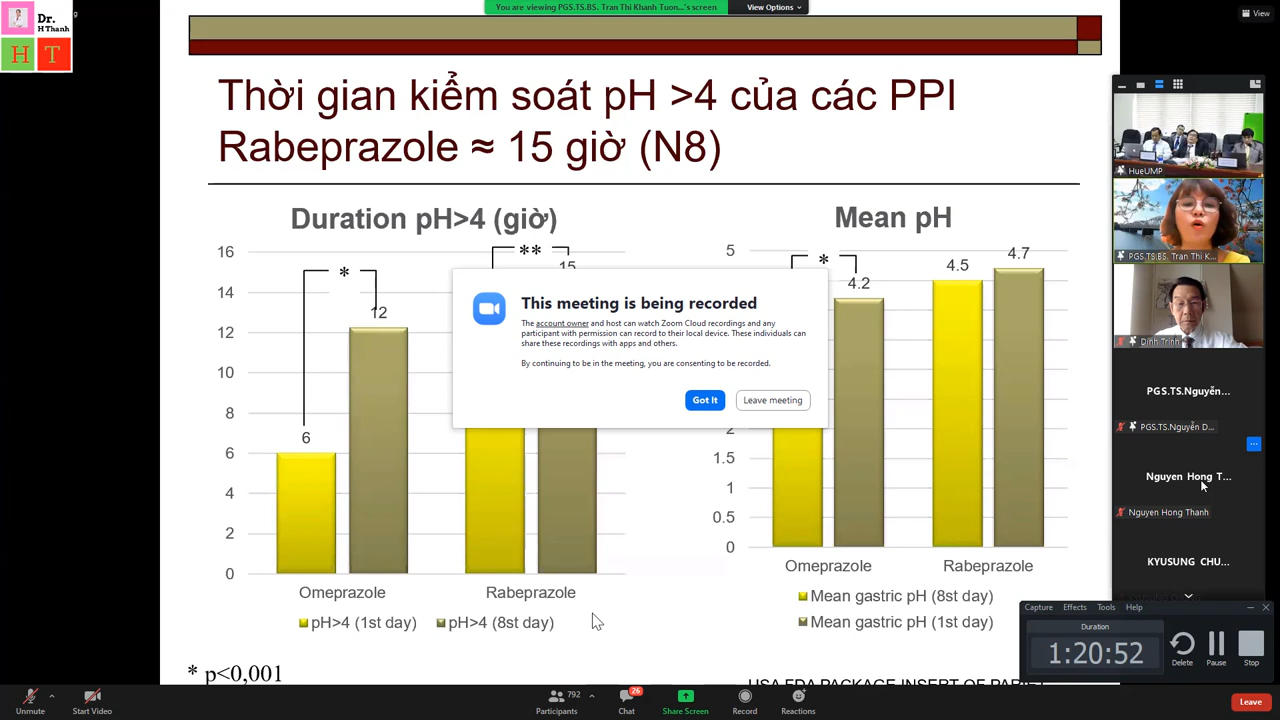 Dr.
H Thanh
H T
You are viewing PGS.TS.BS. Tran Thi Khanh Tuon...'s screen
View Options
View
Thời gian kiểm soát pH >4 của các PPI
Rabeprazole ≈ 15 giờ (N8)
Duration pH>4 (giờ)
16
14
12
10
8
6
4
2
0
*
6
12
**
15
Omeprazole
Rabeprazole
pH>4 (1st day)
pH>4 (8st day)
* p<0,001
Mean pH
5
2
1.5
1
0.5
0
*
4.2
4.5
4.7
Omeprazole
Rabeprazole
Mean gastric pH (8st day)
Mean gastric pH (1st day)
USA FDA PACKAGE INSERT OF PARIET
This meeting is being recorded
The account owner and host can watch Zoom Cloud recordings and any
participant with permission can record to their local device. These individuals can
share these recordings with apps and others.
By continuing to be in the meeting, you are consenting to be recorded.
Got It
Leave meeting
HueUMP
PGS.TS.BS. Tran Thi K...
Dinh Trinh
PGS.TS.Nguyễn...
PGS.TS.Nguyễn D...
Nguyen Hong T...
Nguyen Hong Thanh
KYUSUNG CHU...
Capture Effects Tools Help
Duration
1:20:52
Delete
Pause
Stop
Unmute
Start Video
792
Participants
26
Chat
Share Screen
Record
Reactions
Leave